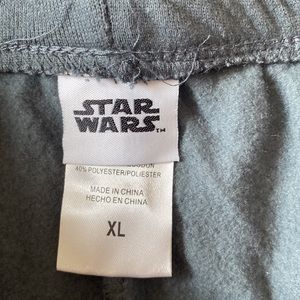 STAR
WARS™
40% POLYESTER/POLIESTER
MADE IN CHINA
HECHO EN CHINA
XL